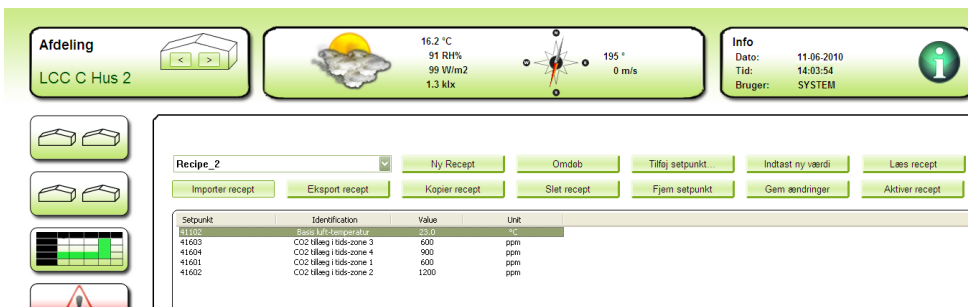 Afdeling
< >
LCC C Hus 2
16.2 °C
91 RH%
99 W/m2
1.3 klx
195 °
0 m/s
Info
Dato: 11-06-2010
Tid: 14:03:54
Bruger: SYSTEM
Recipe_2 Ny Recept Omdøb Tilføj setpunkt... Indtast ny værdi Læs recept
Importer recept Eksport recept Kopier recept Slet recept Fjern setpunkt Gem ændringer Aktiver recept
Setpunkt Identification Value Unit
41102 Basis luft-temperatur 23.0 °C
41603 CO2 tillæg i tids-zone 3 600 ppm
41604 CO2 tillæg i tids-zone 4 900 ppm
41601 CO2 tillæg i tids-zone 1 600 ppm
41602 CO2 tillæg i tids-zone 2 1200 ppm